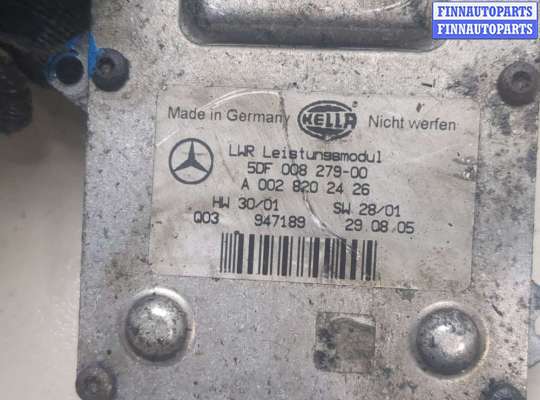 FINNAUTOPARTS
FINNAUTOPARTS
Made in Germany HELLA Nicht werfen
LWR Leistungsmodul
5DF 008 279-00
A 002 820 24 26
HW 30/01 SW 28/01
Q03 947189 29.08.05